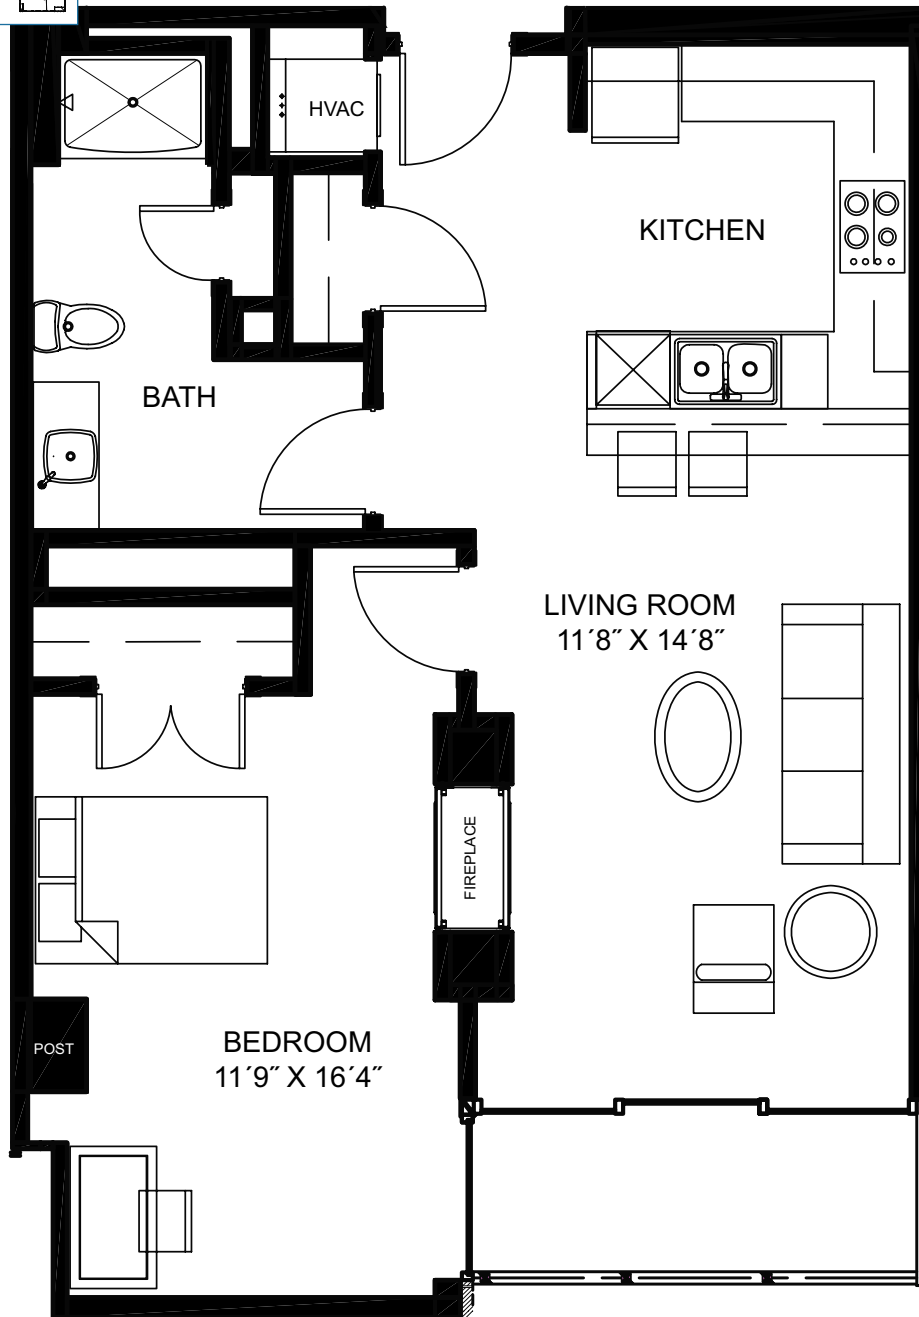 HVAC
KITCHEN
BATH
LIVING ROOM
11´8˝ X 14´8˝
FIREPLACE
POST
BEDROOM
11´9˝ X 16´4˝